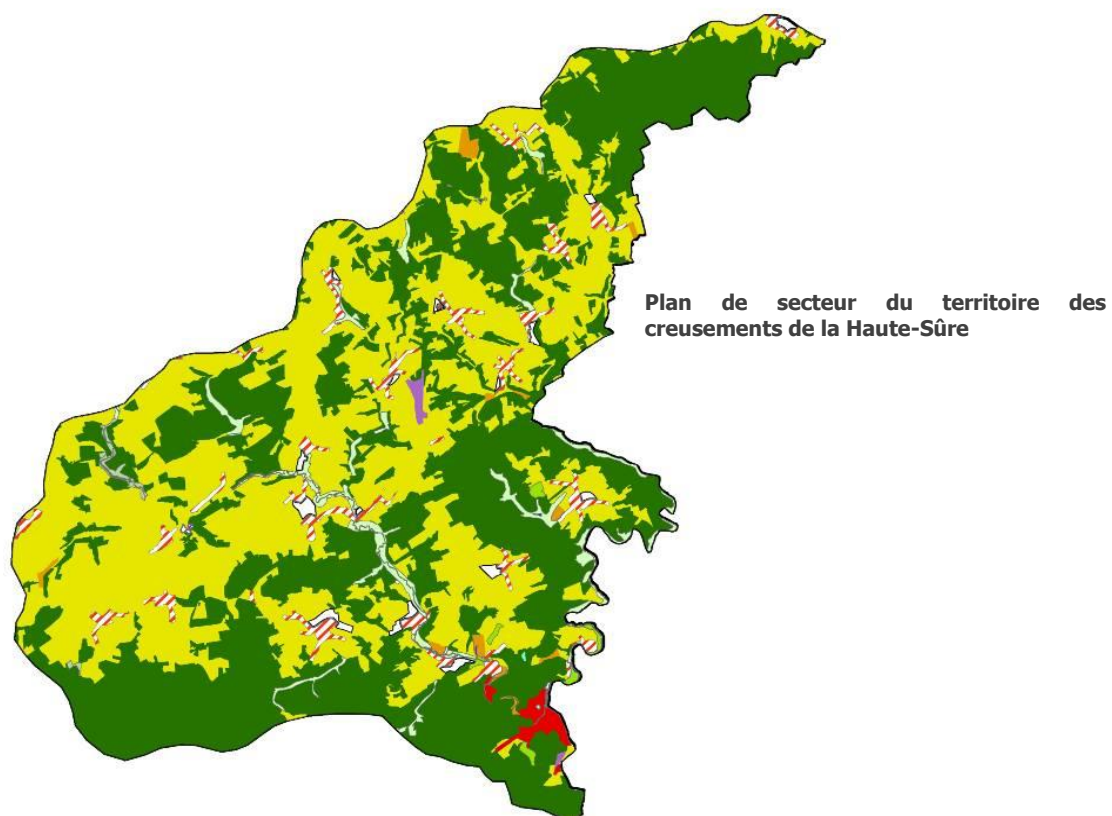 Plan de secteur du territoire des
creusements de la Haute-Sûre